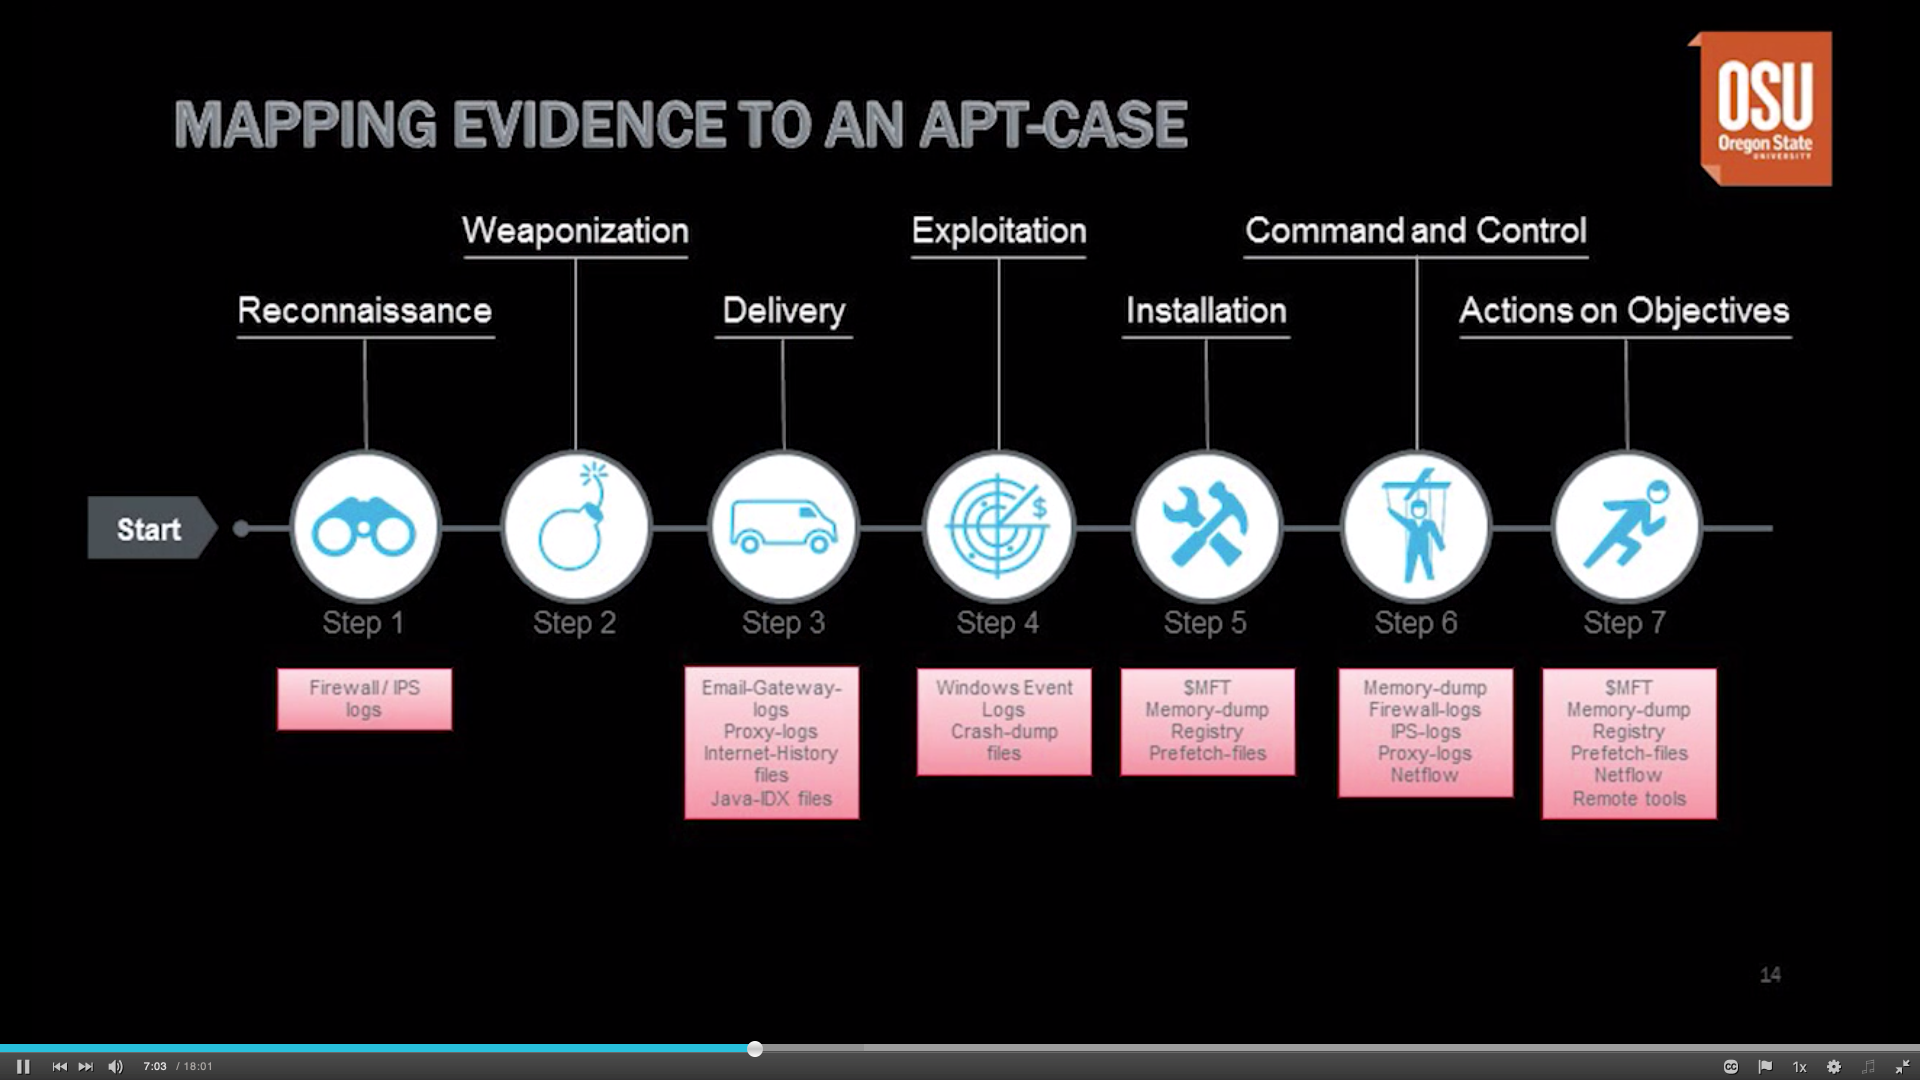 OSU
Oregon State
UNIVERSITY
MAPPING EVIDENCE TO AN APT-CASE
Weaponization
Exploitation
Command and Control
Reconnaissance
Delivery
Installation
Actions on Objectives
Start
$
Step 1
Step 2
Step 3
Step 4
Step 5
Step 6
Step 7
Firewall / IPS
logs
Email-Gateway-
logs
Proxy-logs
Internet-History
files
Java-IDX files
Windows Event
Logs
Crash-dump
files
$MFT
Memory-dump
Registry
Prefetch-files
Memory-dump
Firewall-logs
IPS-logs
Proxy-logs
Netflow
$MFT
Memory-dump
Registry
Prefetch-files
Netflow
Remote tools
14
7:03 / 18:01
CC
1x